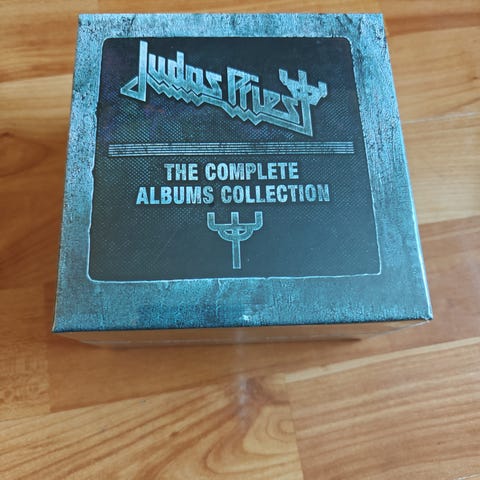 Judas Priest
THE COMPLETE
ALBUMS COLLECTION